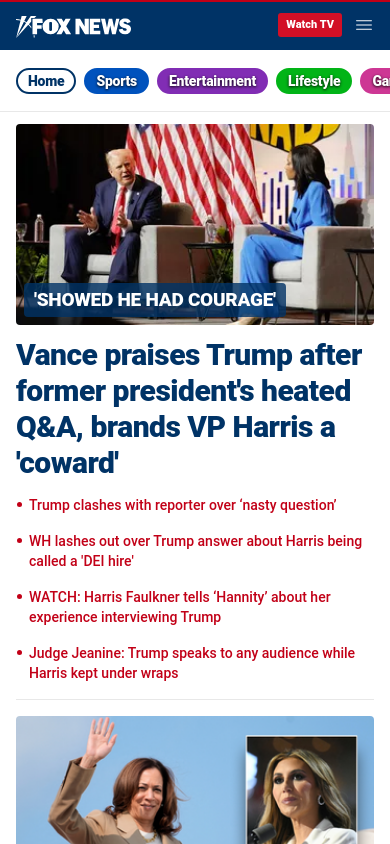 FOX NEWS
Watch TV
Home
Sports
Entertainment
Lifestyle
Ga
'SHOWED HE HAD COURAGE'
Vance praises Trump after
former president's heated
Q&A, brands VP Harris a
'coward'
Trump clashes with reporter over ‘nasty question’
WH lashes out over Trump answer about Harris being
called a 'DEI hire'
WATCH: Harris Faulkner tells ‘Hannity’ about her
experience interviewing Trump
Judge Jeanine: Trump speaks to any audience while
Harris kept under wraps